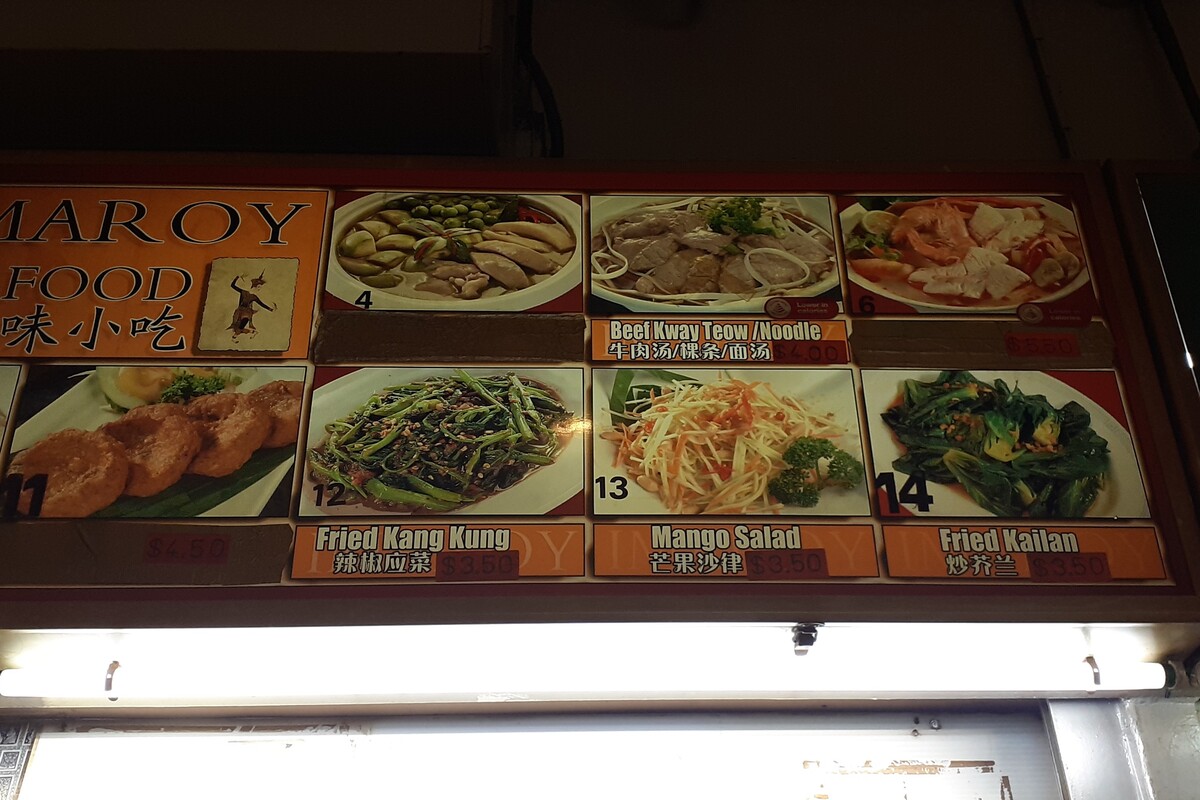 MAROY
FOOD
味小吃
4
6
Beef Kway Teow /Noodle
牛肉汤/粿条/面汤 $4.00
$5.50
11
12
13
14
$4.50
Fried Kang Kung
辣椒应菜 $3.50
Mango Salad
芒果沙律 $3.50
Fried Kailan
炒芥兰 $3.50